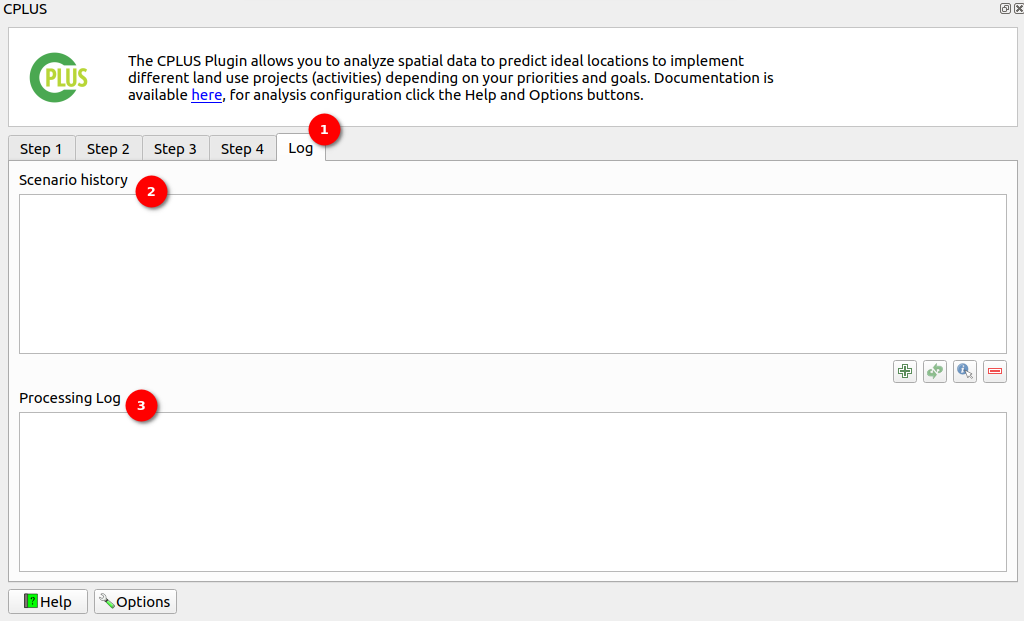 CPLUS
PLUS
The CPLUS Plugin allows you to analyze spatial data to predict ideal locations to implement
different land use projects (activities) depending on your priorities and goals. Documentation is
available here, for analysis configuration click the Help and Options buttons.
1
Step 1 Step 2 Step 3 Step 4 Log
Scenario history
2
Processing Log
3
? Help Options